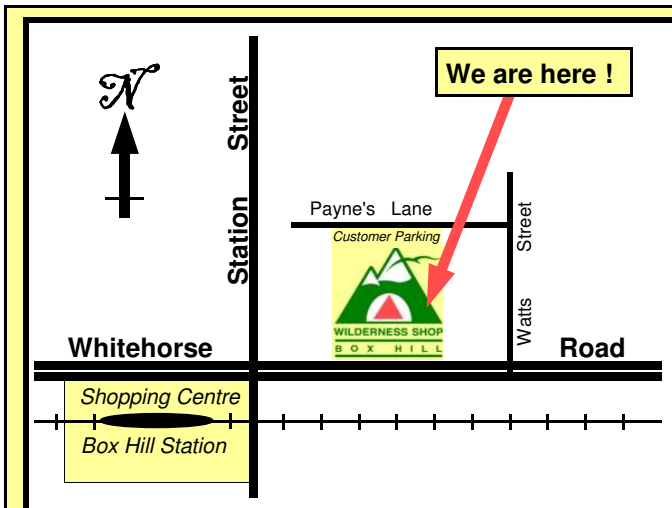 We are here !
N
Station Street
Payne's Lane
Customer Parking
Watts Street
WILDERNESS SHOP
BOX HILL
Whitehorse Road
Shopping Centre
Box Hill Station